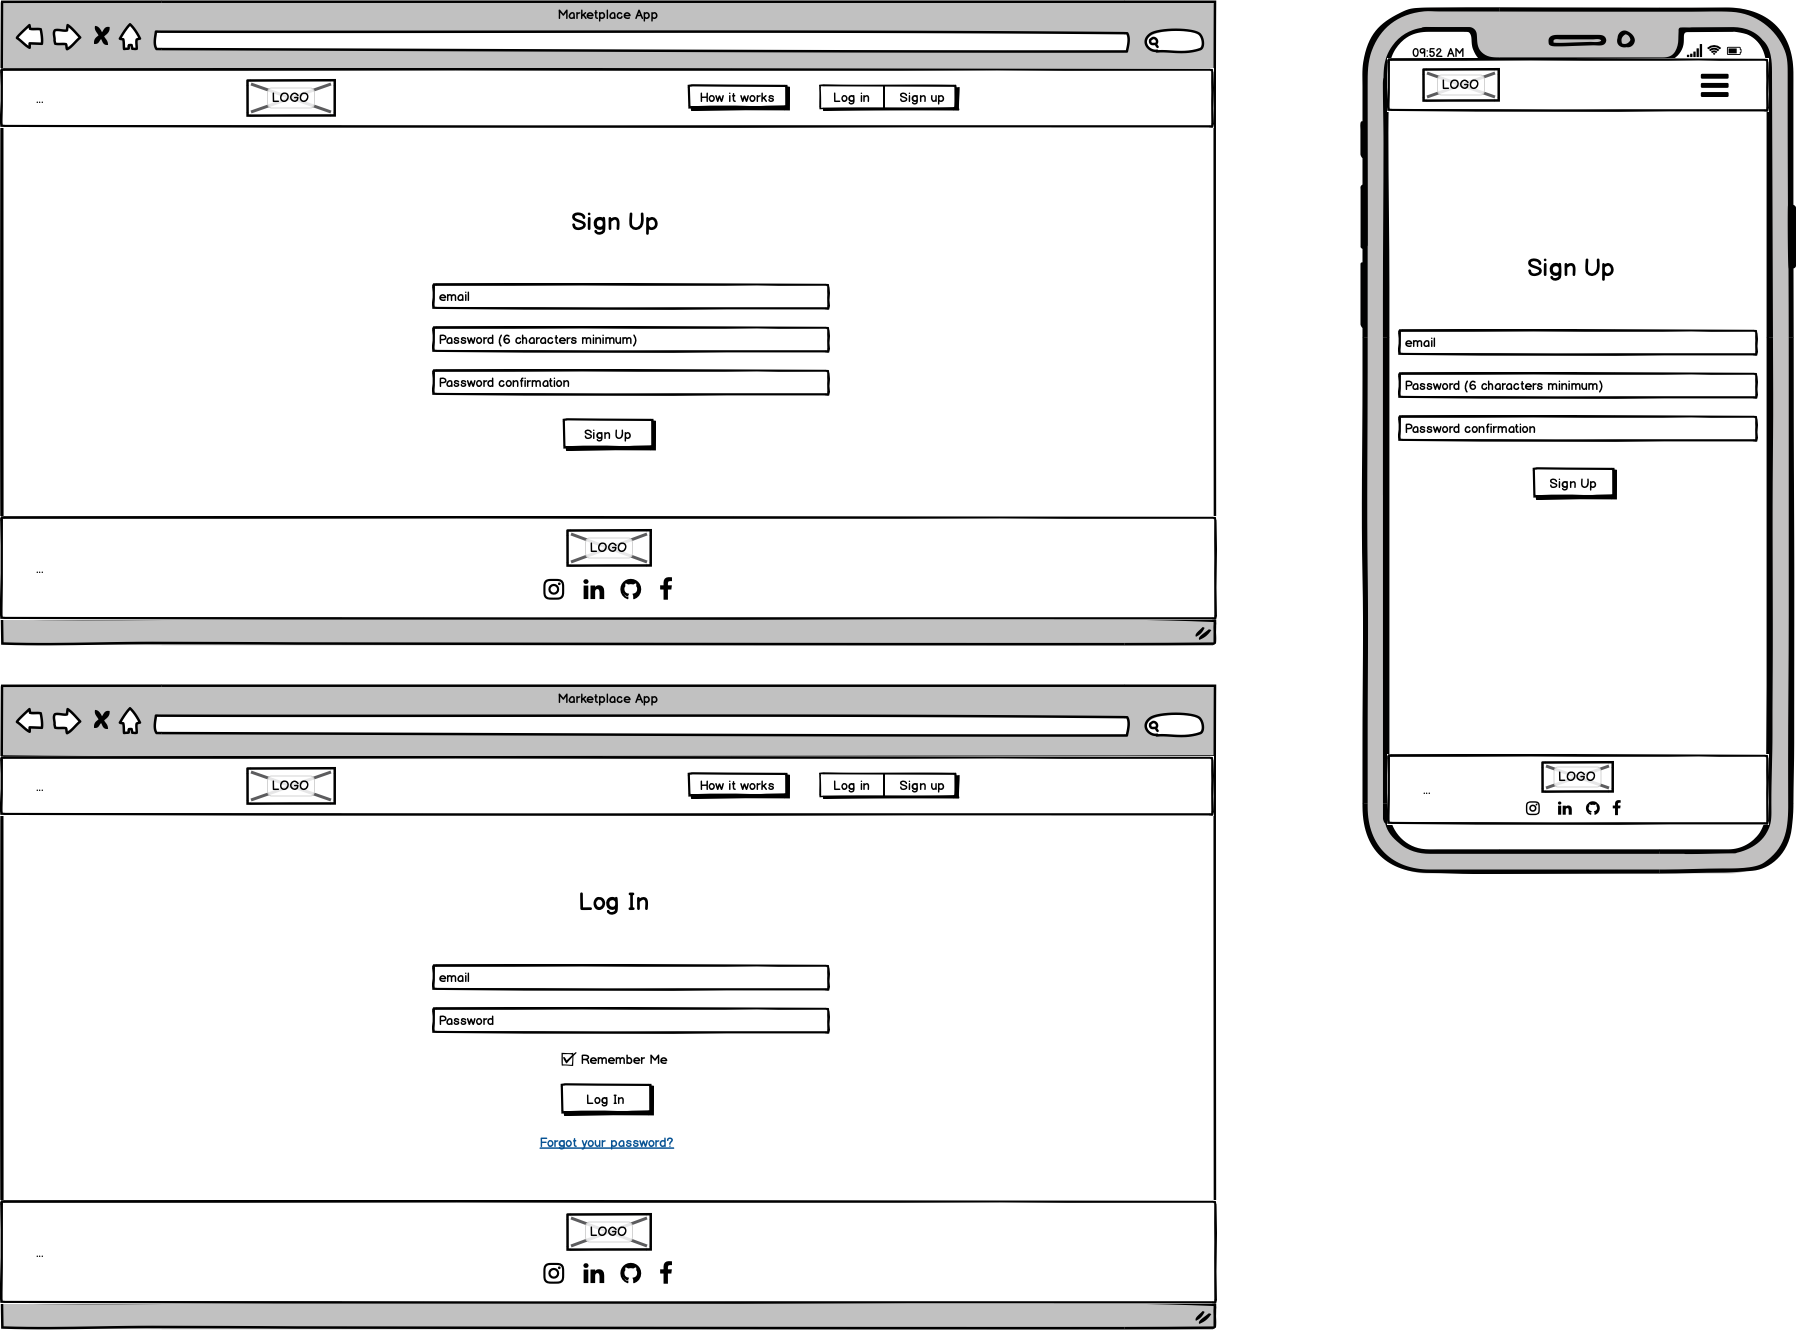 Marketplace App
... LOGO How it works Log in Sign up
Sign Up
email
Password (6 characters minimum)
Password confirmation
Sign Up
LOGO
...
in f
Marketplace App
... LOGO How it works Log in Sign up
Log In
email
Password
Remember Me
Log In
Forgot your password?
LOGO
...
in f
09:52 AM
LOGO
Sign Up
email
Password (6 characters minimum)
Password confirmation
Sign Up
LOGO
...
in f